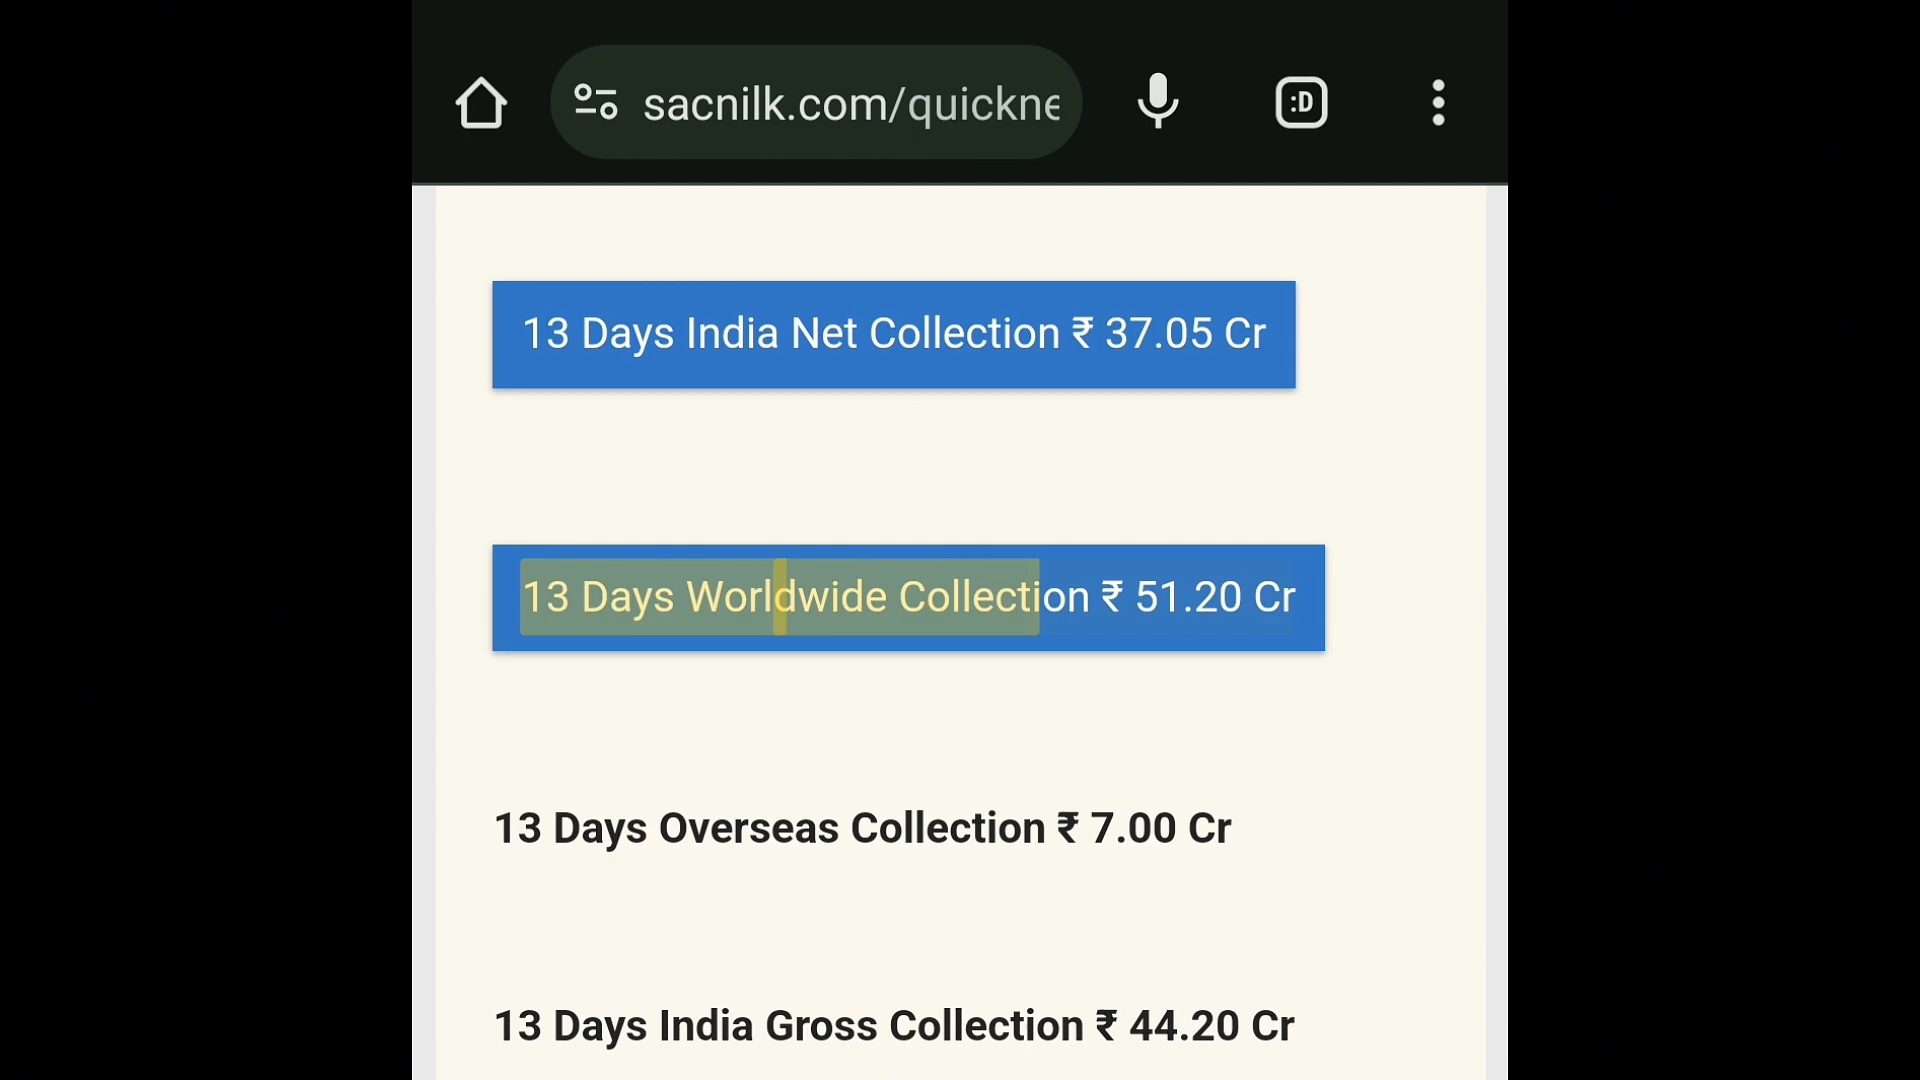 sacnilk.com/quickne
:D
13 Days India Net Collection ₹ 37.05 Cr
13 Days Worldwide Collection ₹ 51.20 Cr
13 Days Overseas Collection ₹ 7.00 Cr
13 Days India Gross Collection ₹ 44.20 Cr